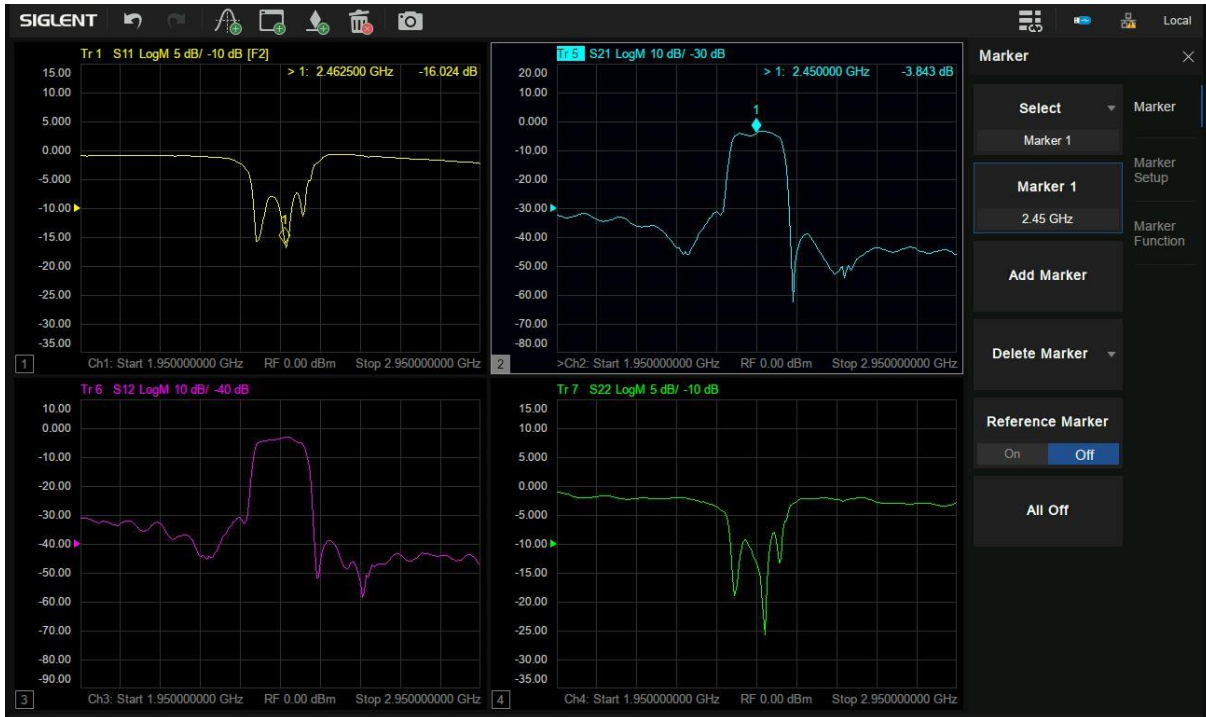 SIGLENT
Local
Tr 1 S11 LogM 5 dB/ -10 dB [F2]
> 1: 2.462500 GHz -16.024 dB
15.00
10.00
5.000
0.000
-5.000
-10.00
-15.00
-20.00
-25.00
-30.00
-35.00
1
1
Ch1: Start 1.950000000 GHz RF 0.00 dBm Stop 2.950000000 GHz
Tr 5 S21 LogM 10 dB/ -30 dB
> 1: 2.450000 GHz -3.843 dB
20.00
10.00
0.000
-10.00
-20.00
-30.00
-40.00
-50.00
-60.00
-70.00
-80.00
1
2
>Ch2: Start 1.950000000 GHz RF 0.00 dBm Stop 2.950000000 GHz
Tr 6 S12 LogM 10 dB/ -40 dB
10.00
0.000
-10.00
-20.00
-30.00
-40.00
-50.00
-60.00
-70.00
-80.00
-90.00
3
Ch3: Start 1.950000000 GHz RF 0.00 dBm Stop 2.950000000 GHz
Tr 7 S22 LogM 5 dB/ -10 dB
15.00
10.00
5.000
0.000
-5.000
-10.00
-15.00
-20.00
-25.00
-30.00
-35.00
4
Ch4: Start 1.950000000 GHz RF 0.00 dBm Stop 2.950000000 GHz
Marker
Select
Marker 1
Marker 1
2.45 GHz
Add Marker
Delete Marker
Reference Marker
On Off
All Off
Marker
Marker
Setup
Marker
Function